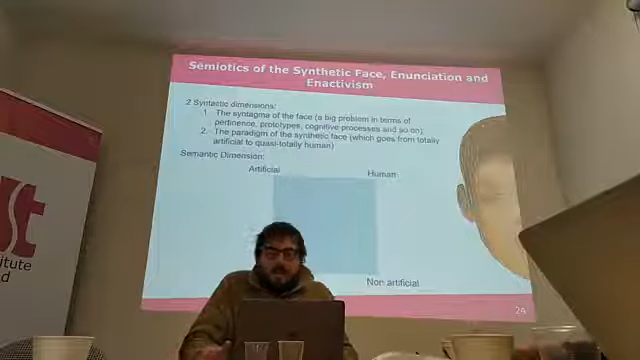 Semiotics of the Synthetic Face, Enunciation and
Enactivism
2 Syntactic dimensions:
1. The syntagma of the face (a big problem in terms of
pertinence, prototypes, cognitive processes and so on)
2. The paradigm of the synthetic face (which goes from totally
artificial to quasi-totally human)
Semantic Dimension:
Artificial
Human
Non artificial
24